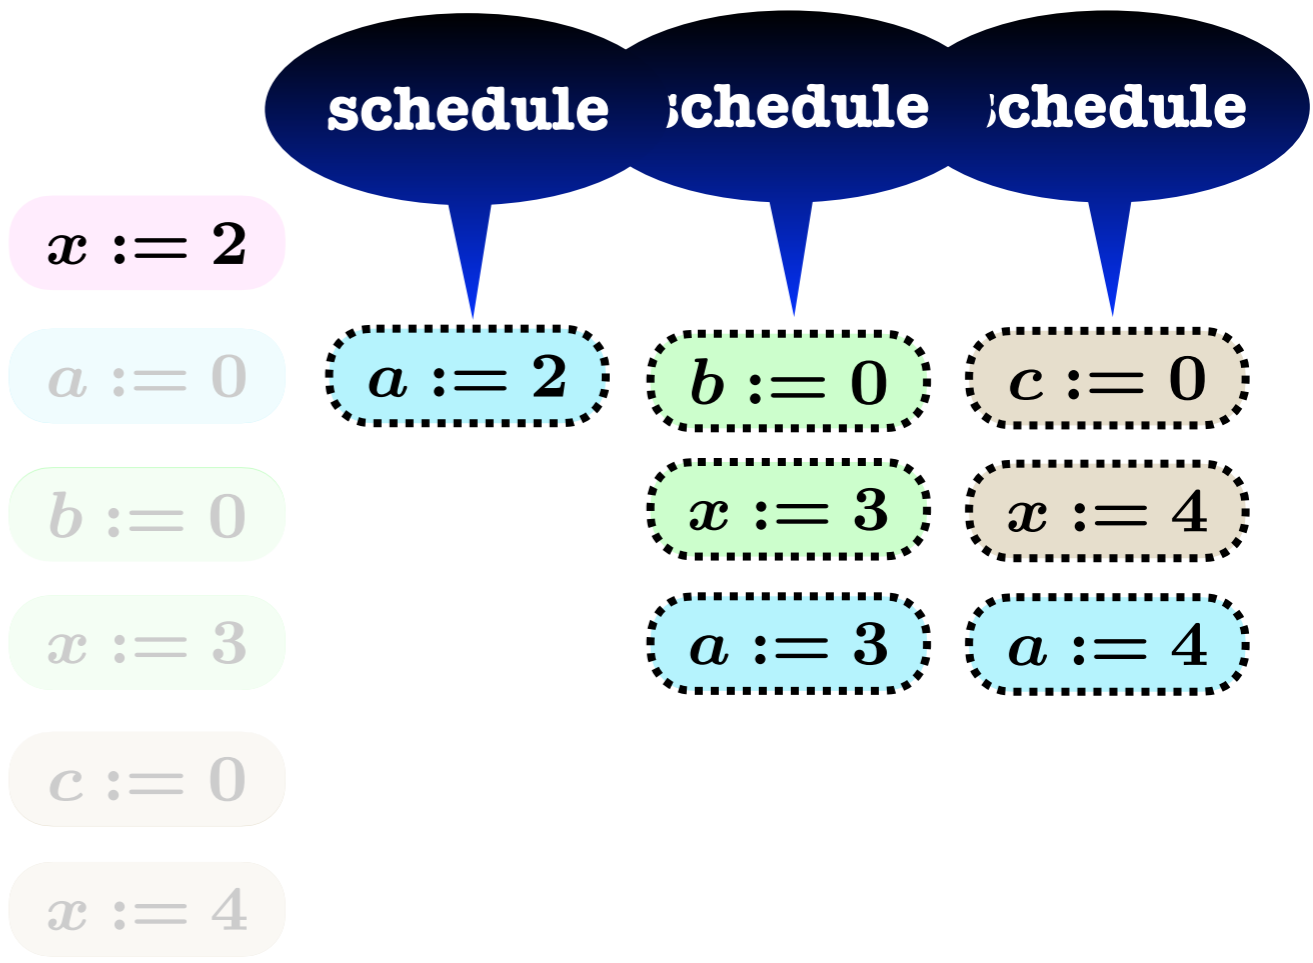 schedule schedule schedule
x := 2
a := 0 a := 2 b := 0 c := 0
b := 0 x := 3 x := 4
x := 3 a := 3 a := 4
c := 0
x := 4